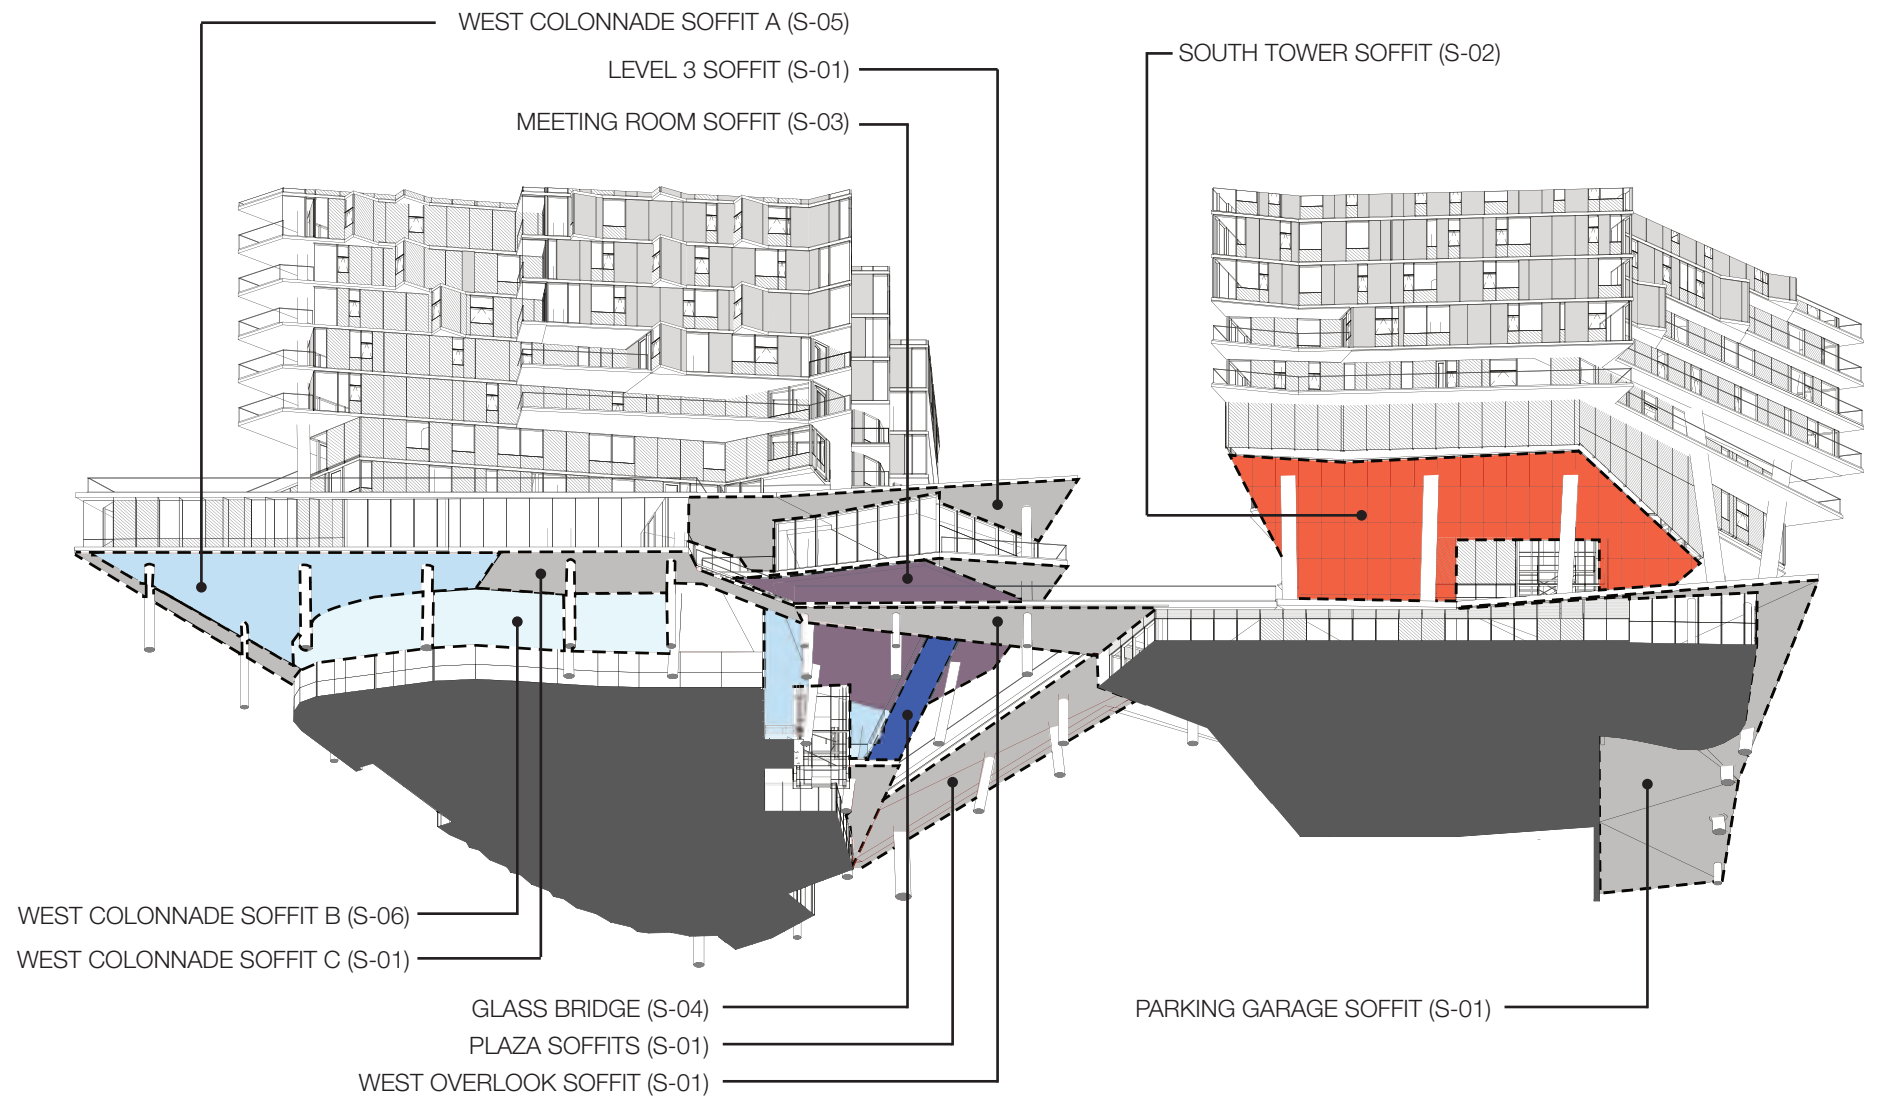 WEST COLONNADE SOFFIT A (S-05)
LEVEL 3 SOFFIT (S-01)
MEETING ROOM SOFFIT (S-03)
SOUTH TOWER SOFFIT (S-02)
WEST COLONNADE SOFFIT B (S-06)
WEST COLONNADE SOFFIT C (S-01)
GLASS BRIDGE (S-04)
PLAZA SOFFITS (S-01)
WEST OVERLOOK SOFFIT (S-01)
PARKING GARAGE SOFFIT (S-01)